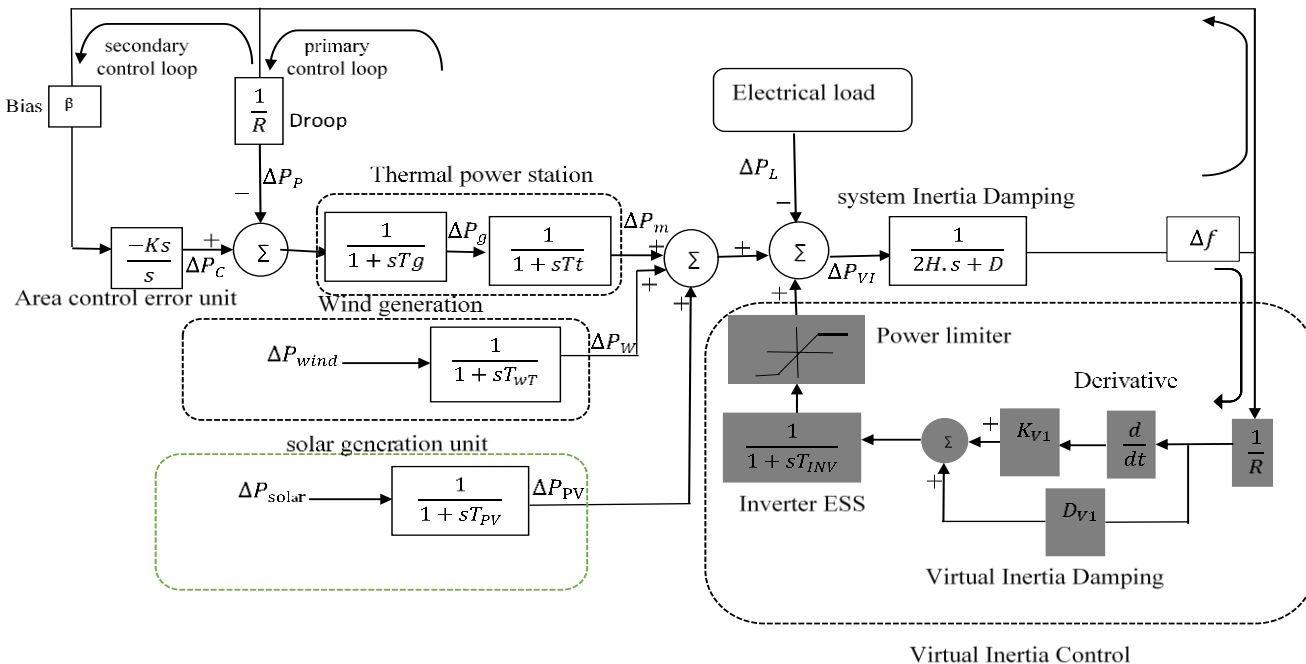 secondary
control loop
primary
control loop
Bias
β
1
R
Droop
Electrical load
ΔP_P
−
ΔP_L
−
Thermal power station
system Inertia Damping
−Ks
s
+
ΔP_C
Σ
1
1 + sTg
ΔP_g
1
1 + sTt
ΔP_m
+
+
+
Σ
+
Σ
+
ΔP_VI
1
2H.s + D
Δf
Area control error unit
Wind generation
ΔP_wind
1
1 + sT_WT
ΔP_W
Power limiter
Derivative
solar generation unit
ΔP_solar
1
1 + sT_PV
ΔP_PV
1
1 + sT_INV
Inverter ESS
Σ
+
+
K_V1
d
dt
1
R
D_V1
Virtual Inertia Damping
Virtual Inertia Control